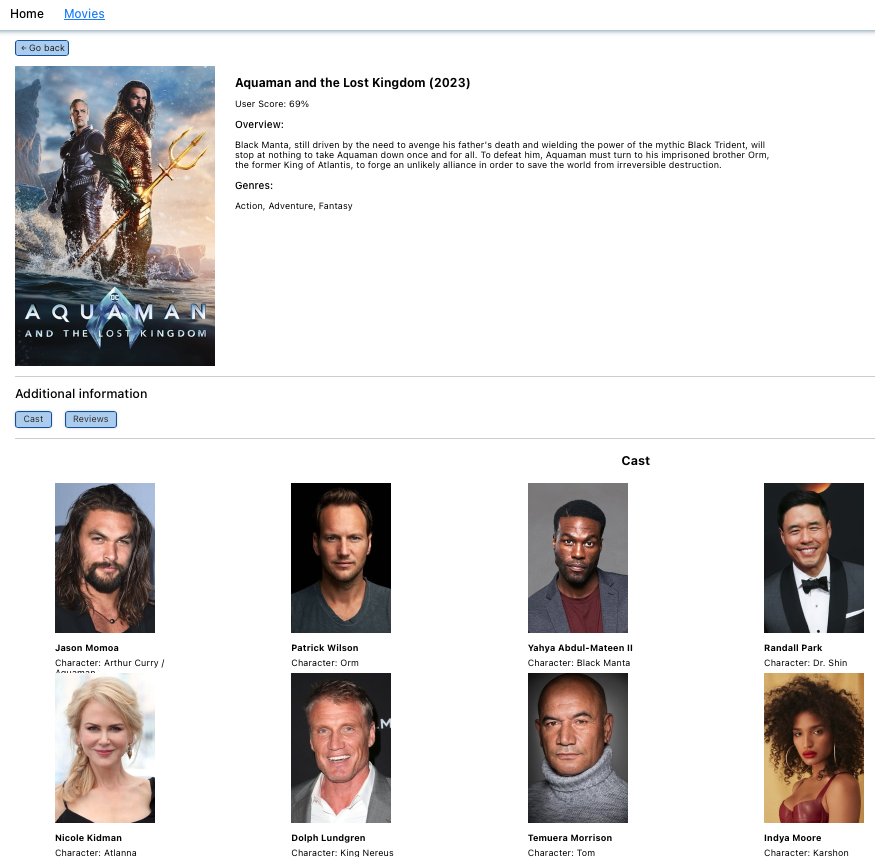 Home Movies
← Go back
Aquaman and the Lost Kingdom (2023)
User Score: 69%
Overview:
Black Manta, still driven by the need to avenge his father's death and wielding the power of the mythic Black Trident, will
stop at nothing to take Aquaman down once and for all. To defeat him, Aquaman must turn to his imprisoned brother Orm,
the former King of Atlantis, to forge an unlikely alliance in order to save the world from irreversible destruction.
Genres:
Action, Adventure, Fantasy
DC
AQUAMAN
AND THE LOST KINGDOM
Additional information
Cast Reviews
Cast
Jason Momoa
Character: Arthur Curry /
Aquaman
Patrick Wilson
Character: Orm
Yahya Abdul-Mateen II
Character: Black Manta
Randall Park
Character: Dr. Shin
Nicole Kidman
Character: Atlanna
Dolph Lundgren
Character: King Nereus
Temuera Morrison
Character: Tom
Indya Moore
Character: Karshon